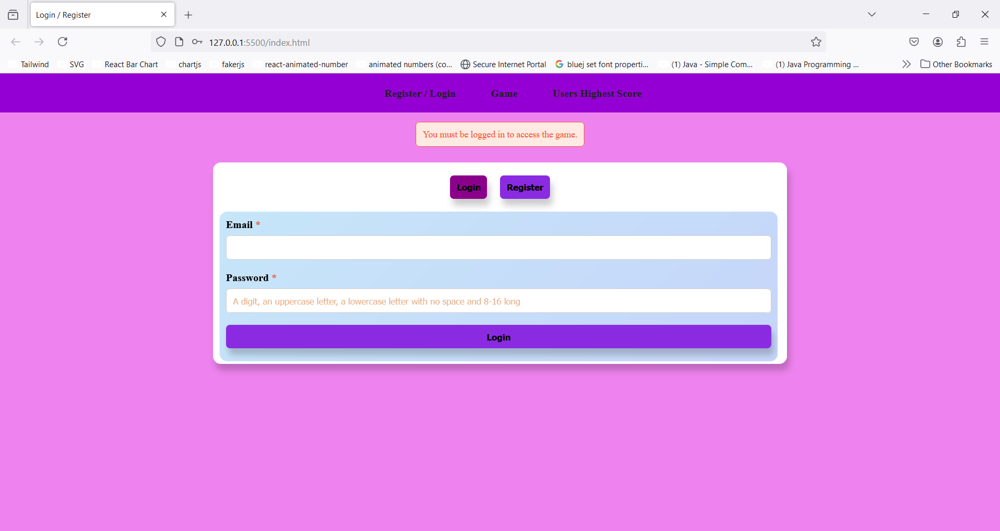 Login / Register
127.0.0.1:5500/index.html
Tailwind SVG React Bar Chart chartjs fakerjs react-animated-number animated numbers (co... Secure Internet Portal bluej set font properti... (1) Java - Simple Com... (1) Java Programming ... Other Bookmarks
Register / Login Game Users Highest Score
You must be logged in to access the game.
Login Register
Email *
Password *
A digit, an uppercase letter, a lowercase letter with no space and 8-16 long
Login